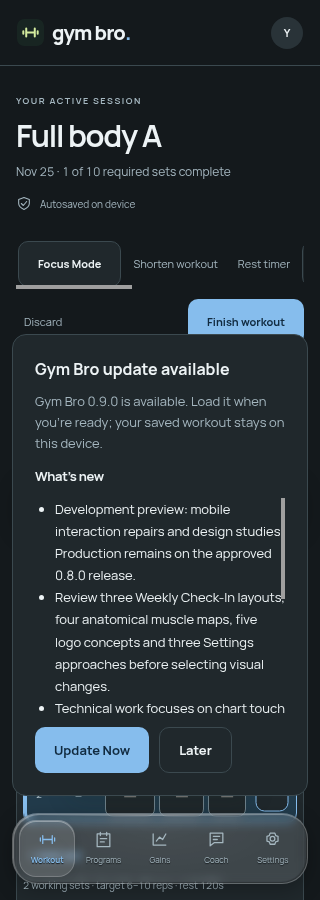 gym bro.
Y
YOUR ACTIVE SESSION
Full body A
Nov 25 · 1 of 10 required sets complete
Autosaved on device
Focus Mode
Shorten workout
Rest timer
Discard
Finish workout
Gym Bro update available
Gym Bro 0.9.0 is available. Load it when
you're ready; your saved workout stays on
this device.
What's new
• Development preview: mobile
interaction repairs and design studies.
Production remains on the approved
0.8.0 release.
• Review three Weekly Check-In layouts,
four anatomical muscle maps, five
logo concepts and three Settings
approaches before selecting visual
changes.
• Technical work focuses on chart touch
Update Now
Later
Workout
Programs
Gains
Coach
Settings
2 working sets · target 6–10 reps · rest 120s